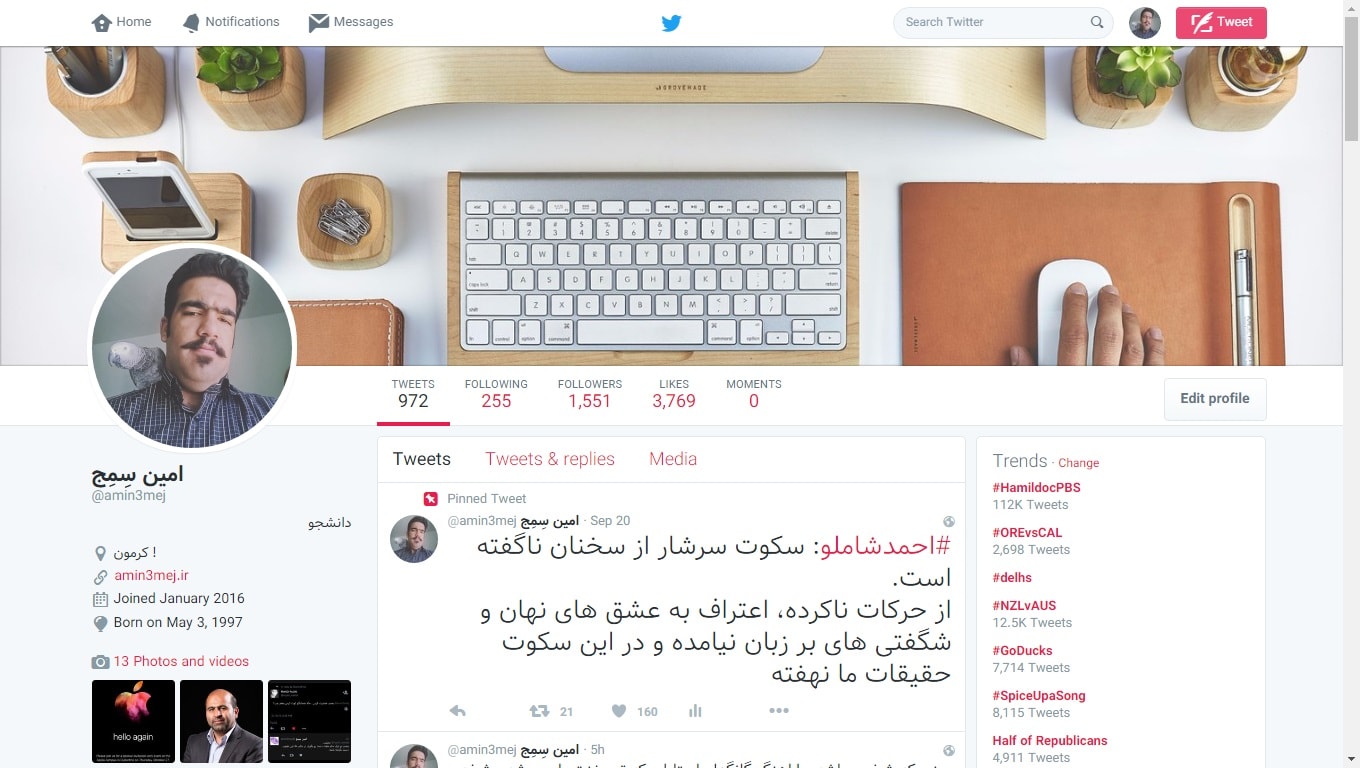 Home
Notifications
Messages
Search Twitter
Tweet
GROVEMADE
TWEETS
972
FOLLOWING
255
FOLLOWERS
1,551
LIKES
3,769
MOMENTS
0
Edit profile
امین سِمِج
@amin3mej
دانشجو
کرمون !
amin3mej.ir
Joined January 2016
Born on May 3, 1997
13 Photos and videos
hello again
Tweets
Tweets & replies
Media
Pinned Tweet
@amin3mej امین سِمِج · Sep 20
#احمدشاملو: سکوت سرشار از سخنان ناگفته
است.
از حرکات ناکرده، اعتراف به عشق های نهان و
شگفتی های بر زبان نیامده و در این سکوت
حقیقات ما نهفته
21
160
@amin3mej امین سِمِج · 5h
Trends · Change
#HamildocPBS
112K Tweets
#OREvsCAL
2,698 Tweets
#delhs
#NZLvAUS
12.5K Tweets
#GoDucks
7,714 Tweets
#SpiceUpaSong
8,115 Tweets
Half of Republicans
4,911 Tweets